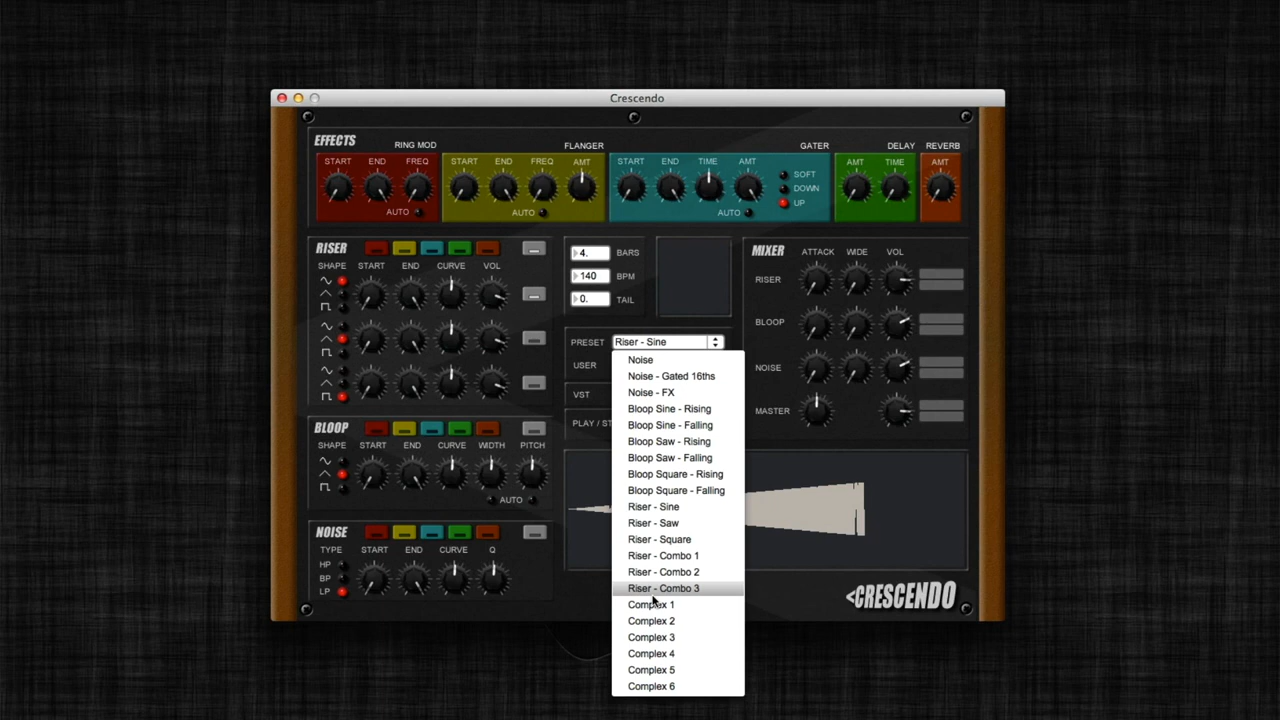 Crescendo
EFFECTS
RING MOD
FLANGER
GATER
DELAY
REVERB
START END FREQ
START END FREQ AMT
START END TIME AMT
SOFT
DOWN
UP
AMT TIME
AMT
AUTO
AUTO
AUTO
RISER
SHAPE START END CURVE VOL
4. BARS
140 BPM
0. TAIL
MIXER
ATTACK WIDE VOL
RISER
BLOOP
NOISE
MASTER
PRESET Riser - Sine
USER
VST
PLAY / ST
Noise
Noise - Gated 16ths
Noise - FX
Bloop Sine - Rising
Bloop Sine - Falling
Bloop Saw - Rising
Bloop Saw - Falling
Bloop Square - Rising
Bloop Square - Falling
Riser - Sine
Riser - Saw
Riser - Square
Riser - Combo 1
Riser - Combo 2
Riser - Combo 3
Complex 1
Complex 2
Complex 3
Complex 4
Complex 5
Complex 6
BLOOP
SHAPE START END CURVE WIDTH PITCH
AUTO
NOISE
TYPE START END CURVE Q
HP
BP
LP
<CRESCENDO